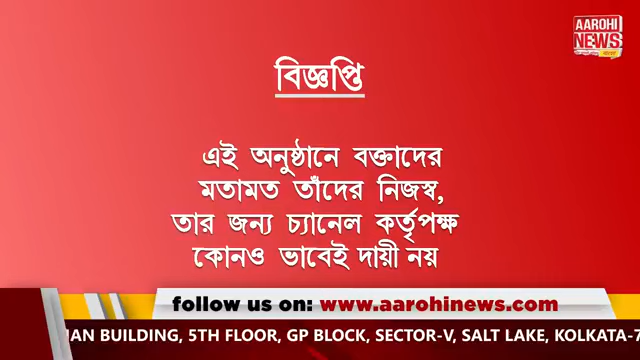 AAROHI
NEWS
বিজ্ঞপ্তি
এই অনুষ্ঠানে বক্তাদের
মতামত তাঁদের নিজস্ব,
তার জন্য চ্যানেল কর্তৃপক্ষ
কোনও ভাবেই দায়ী নয়
follow us on: www.aarohinews.com
BUILDING, 5TH FLOOR, GP BLOCK, SECTOR-V, SALT LAKE, KOLKATA-7